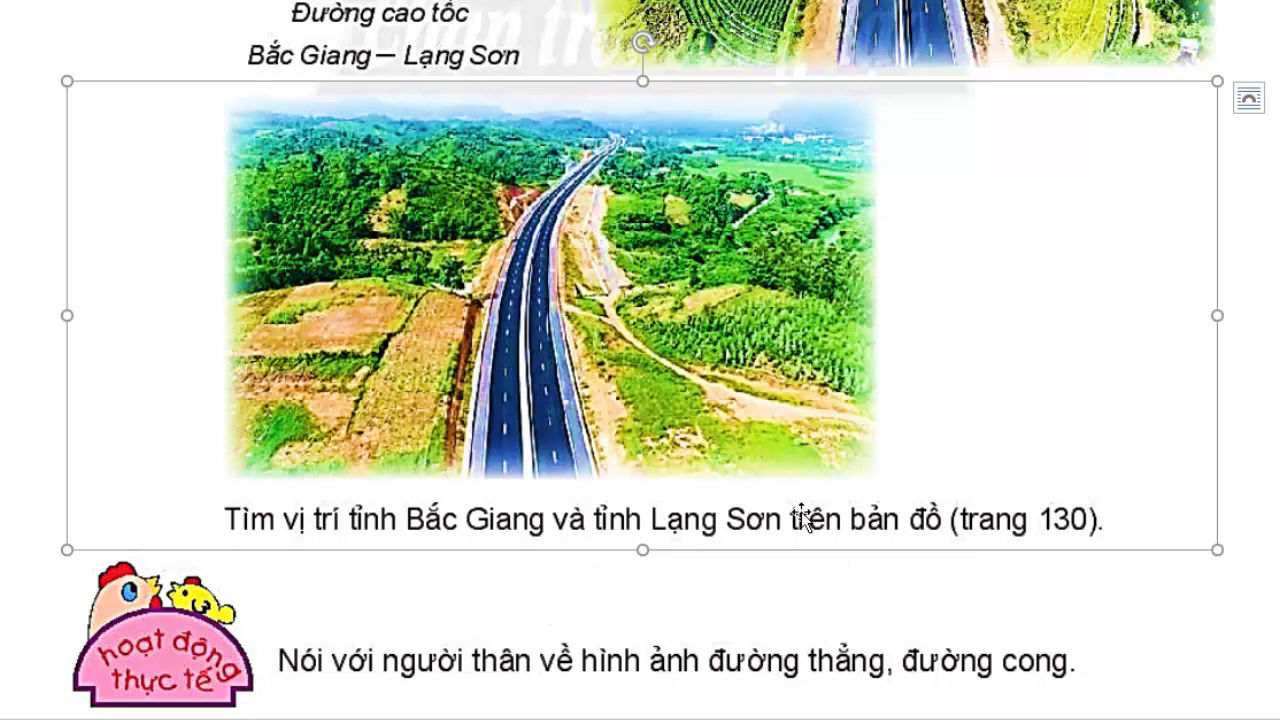 Đường cao tốc
Bắc Giang – Lạng Sơn
Tìm vị trí tỉnh Bắc Giang và tỉnh Lạng Sơn trên bản đồ (trang 130).
hoạt động
thực tế
Nói với người thân về hình ảnh đường thẳng, đường cong.